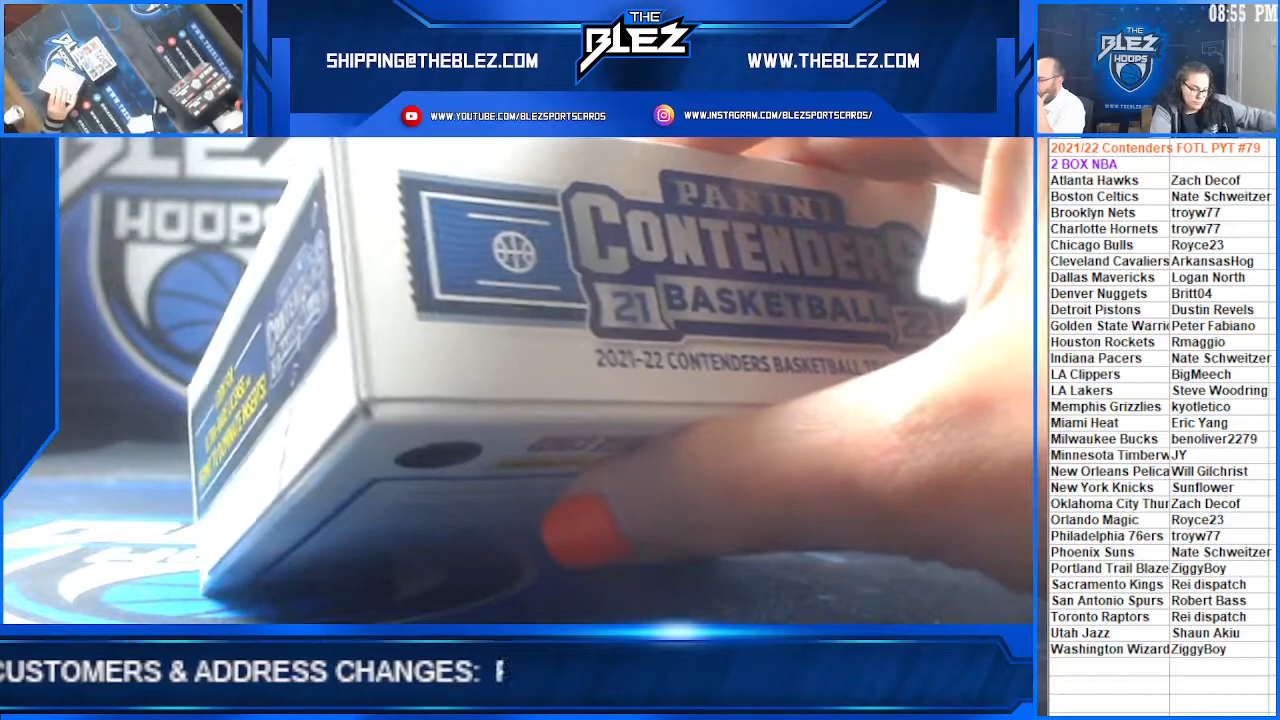 08:55 PM
THE
BLEZ
SHIPPING@THEBLEZ.COM
WWW.THEBLEZ.COM
WWW.YOUTUBE.COM/BLEZSPORTSCARDS
WWW.INSTAGRAM.COM/BLEZSPORTSCARDS/
THE
BLEZ
HOOPS
HOOPS
PANINI
CONTENDERS
21 BASKETBALL 22
2021-22 CONTENDERS BASKETBALL
2021/22 Contenders FOTL PYT #79
2 BOX NBA
Atlanta Hawks Zach Decof
Boston Celtics Nate Schweitzer
Brooklyn Nets troyw77
Charlotte Hornets troyw77
Chicago Bulls Royce23
Cleveland Cavaliers ArkansasHog
Dallas Mavericks Logan North
Denver Nuggets Britt04
Detroit Pistons Dustin Revels
Golden State Warri Peter Fabiano
Houston Rockets Rmaggio
Indiana Pacers Nate Schweitzer
LA Clippers BigMeech
LA Lakers Steve Woodring
Memphis Grizzlies kyotletico
Miami Heat Eric Yang
Milwaukee Bucks benoliver2279
Minnesota Timberw JY
New Orleans Pelica Will Gilchrist
New York Knicks Sunflower
Oklahoma City Thur Zach Decof
Orlando Magic Royce23
Philadelphia 76ers troyw77
Phoenix Suns Nate Schweitzer
Portland Trail Blaze ZiggyBoy
Sacramento Kings Rei dispatch
San Antonio Spurs Robert Bass
Toronto Raptors Rei dispatch
Utah Jazz Shaun Akiu
Washington Wizard ZiggyBoy
CUSTOMERS & ADDRESS CHANGES: